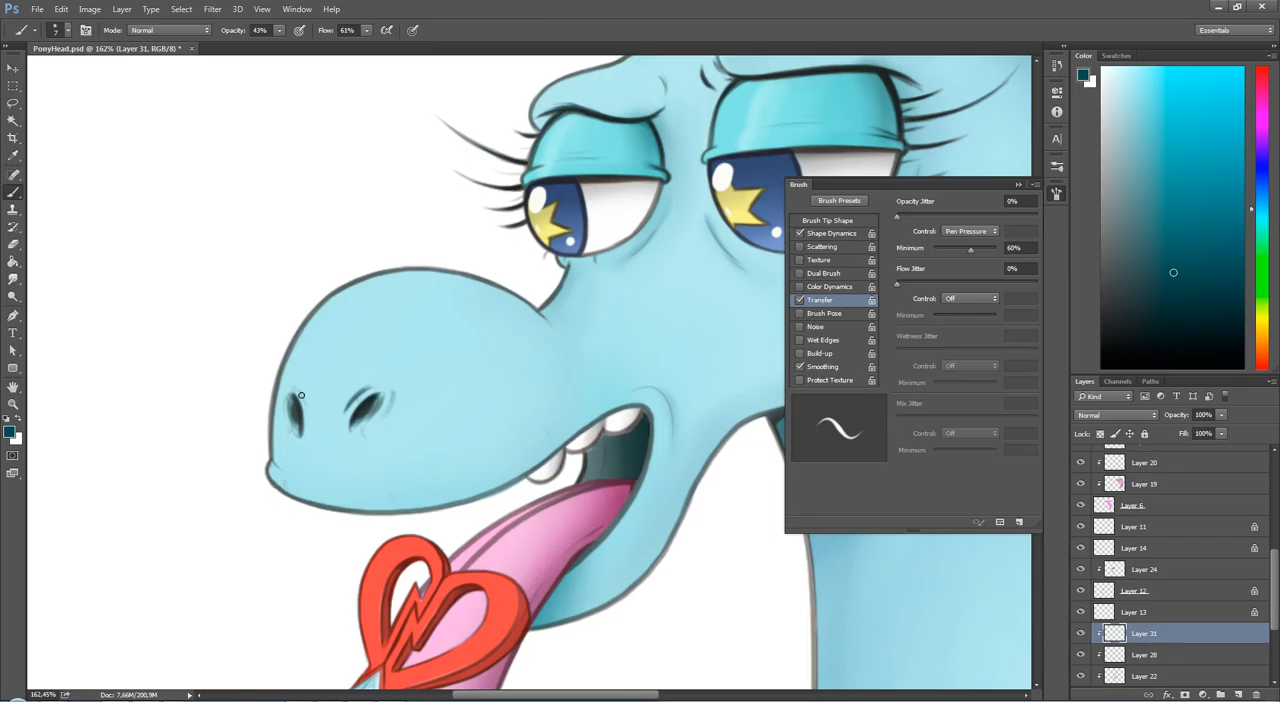 Ps File Edit Image Layer Type Select Filter 3D View Window Help
7 Mode: Normal Opacity: 43% Flow: 61% Essentials
PonyHead.psd @ 162% (Layer 31, RGB/8) * ×
Color Swatches
Brush
Brush Presets
Opacity Jitter 0%
Brush Tip Shape
Control: Pen Pressure
Shape Dynamics
Scattering
Minimum 60%
Texture
Dual Brush
Flow Jitter 0%
Color Dynamics
Transfer
Control: Off
Brush Pose
Minimum
Noise
Wet Edges
Wetness Jitter
Build-up
Smoothing
Control: Off
Protect Texture
Minimum
Mix Jitter
Control: Off
Minimum
Layers Channels Paths
Kind
Normal Opacity: 100%
Lock: Fill: 100%
Layer 20
Layer 19
Layer 6
Layer 11
Layer 14
Layer 24
Layer 12
Layer 13
Layer 31
Layer 28
Layer 22
162,45% Doc: 7,66M/200,9M